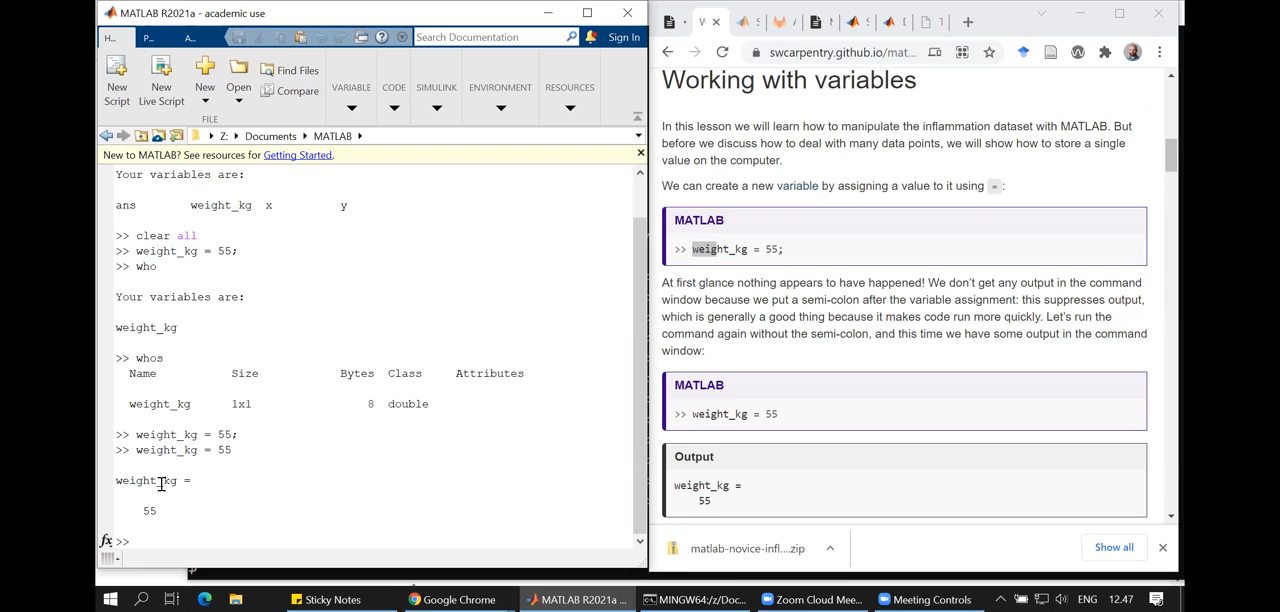 MATLAB R2021a - academic use
H... P... A... Search Documentation Sign In
New Script
New Live Script
New
Open
Find Files
Compare
VARIABLE CODE SIMULINK ENVIRONMENT RESOURCES
FILE
Z: Documents MATLAB
New to MATLAB? See resources for Getting Started.
Your variables are:
ans weight_kg x y
>> clear all
>> weight_kg = 55;
>> who
Your variables are:
weight_kg
>> whos
Name Size Bytes Class Attributes
weight_kg 1x1 8 double
>> weight_kg = 55;
>> weight_kg = 55
weight_kg =
55
fx >>
swcarpentry.github.io/mat...
Working with variables
In this lesson we will learn how to manipulate the inflammation dataset with MATLAB. But
before we discuss how to deal with many data points, we will show how to store a single
value on the computer.
We can create a new variable by assigning a value to it using = :
MATLAB
>> weight_kg = 55;
At first glance nothing appears to have happened! We don’t get any output in the command
window because we put a semi-colon after the variable assignment: this suppresses output,
which is generally a good thing because it makes code run more quickly. Let’s run the
command again without the semi-colon, and this time we have some output in the command
window:
MATLAB
>> weight_kg = 55
Output
weight_kg =
55
matlab-novice-infl....zip Show all
Sticky Notes Google Chrome MATLAB R2021a ... MINGW64:/z/Doc... Zoom Cloud Mee... Meeting Controls ENG 12.47